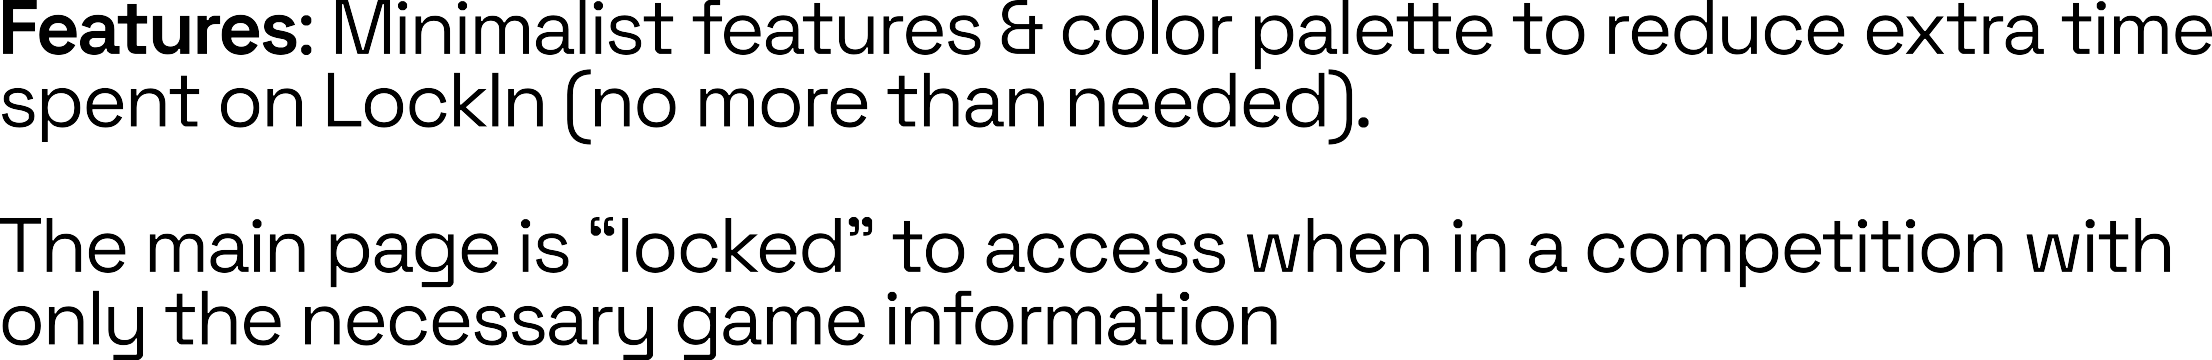 Features: Minimalist features & color palette to reduce extra time
spent on LockIn (no more than needed).
The main page is “locked” to access when in a competition with
only the necessary game information